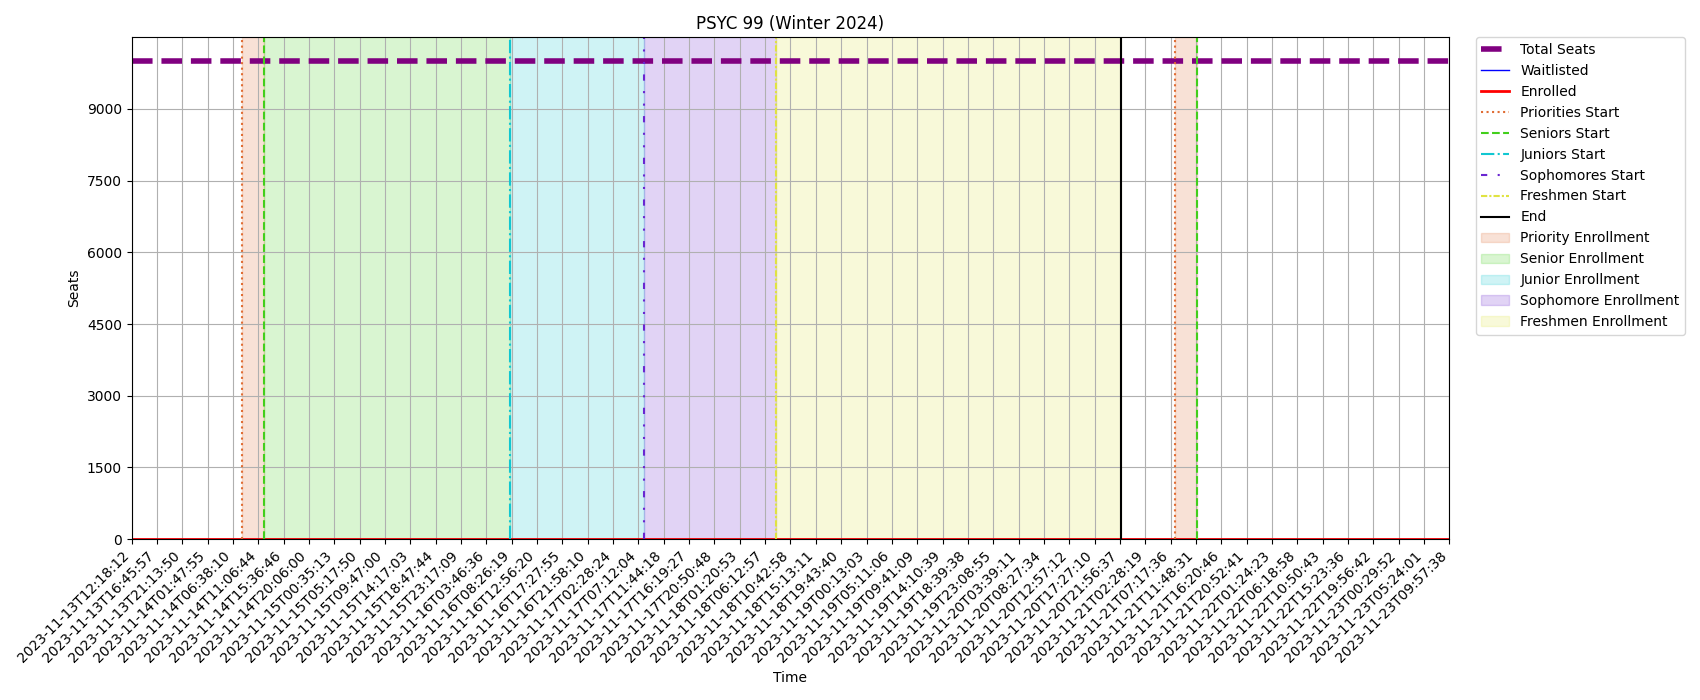 PSYC 99 (Winter 2024)
Seats
9000
7500
6000
4500
3000
1500
0
2023-11-13T12:18:12
2023-11-13T16:45:57
2023-11-13T21:13:50
2023-11-14T01:47:55
2023-11-14T06:38:10
2023-11-14T11:06:44
2023-11-14T15:36:46
2023-11-14T20:06:00
2023-11-15T00:35:13
2023-11-15T05:17:50
2023-11-15T09:47:00
2023-11-15T14:17:03
2023-11-15T18:47:44
2023-11-15T23:17:09
2023-11-16T03:46:36
2023-11-16T08:26:19
2023-11-16T12:56:20
2023-11-16T17:27:55
2023-11-16T21:58:10
2023-11-17T02:28:24
2023-11-17T07:12:04
2023-11-17T11:44:18
2023-11-17T16:19:27
2023-11-17T20:50:48
2023-11-18T01:20:53
2023-11-18T06:12:57
2023-11-18T10:42:58
2023-11-18T15:13:11
2023-11-18T19:43:40
2023-11-19T00:13:03
2023-11-19T05:11:06
2023-11-19T09:41:09
2023-11-19T14:10:39
2023-11-19T18:39:38
2023-11-19T23:08:55
2023-11-20T03:39:11
2023-11-20T08:27:34
2023-11-20T12:57:12
2023-11-20T17:27:10
2023-11-20T21:56:37
2023-11-21T02:28:19
2023-11-21T07:17:36
2023-11-21T11:48:31
2023-11-21T16:20:46
2023-11-21T20:52:41
2023-11-22T01:24:23
2023-11-22T06:18:58
2023-11-22T10:50:43
2023-11-22T15:23:36
2023-11-22T19:56:42
2023-11-23T00:29:52
2023-11-23T05:24:01
2023-11-23T09:57:38
Time
Total Seats
Waitlisted
Enrolled
Priorities Start
Seniors Start
Juniors Start
Sophomores Start
Freshmen Start
End
Priority Enrollment
Senior Enrollment
Junior Enrollment
Sophomore Enrollment
Freshmen Enrollment